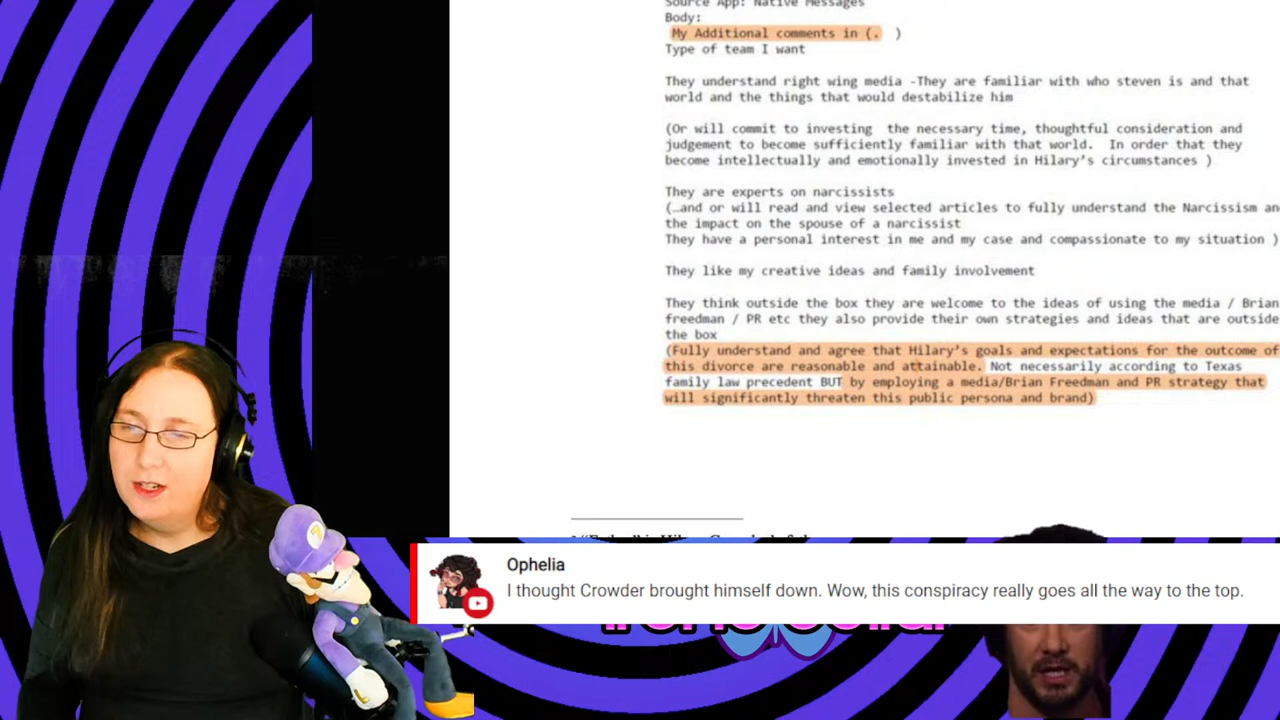 Source App: Native Messages
Body:
My Additional comments in (. )
Type of team I want
They understand right wing media -They are familiar with who steven is and that
world and the things that would destabilize him
(Or will commit to investing the necessary time, thoughtful consideration and
judgement to become sufficiently familiar with that world. In order that they
become intellectually and emotionally invested in Hilary's circumstances )
They are experts on narcissists
(…and or will read and view selected articles to fully understand the Narcissism an
the impact on the spouse of a narcissist
They have a personal interest in me and my case and compassionate to my situation )
They like my creative ideas and family involvement
They think outside the box they are welcome to the ideas of using the media / Brian
freedman / PR etc they also provide their own strategies and ideas that are outside
the box
(Fully understand and agree that Hilary's goals and expectations for the outcome of
this divorce are reasonable and attainable. Not necessarily according to Texas
family law precedent BUT by employing a media/Brian Freedman and PR strategy that
will significantly threaten this public persona and brand)
Ophelia
I thought Crowder brought himself down. Wow, this conspiracy really goes all the way to the top.